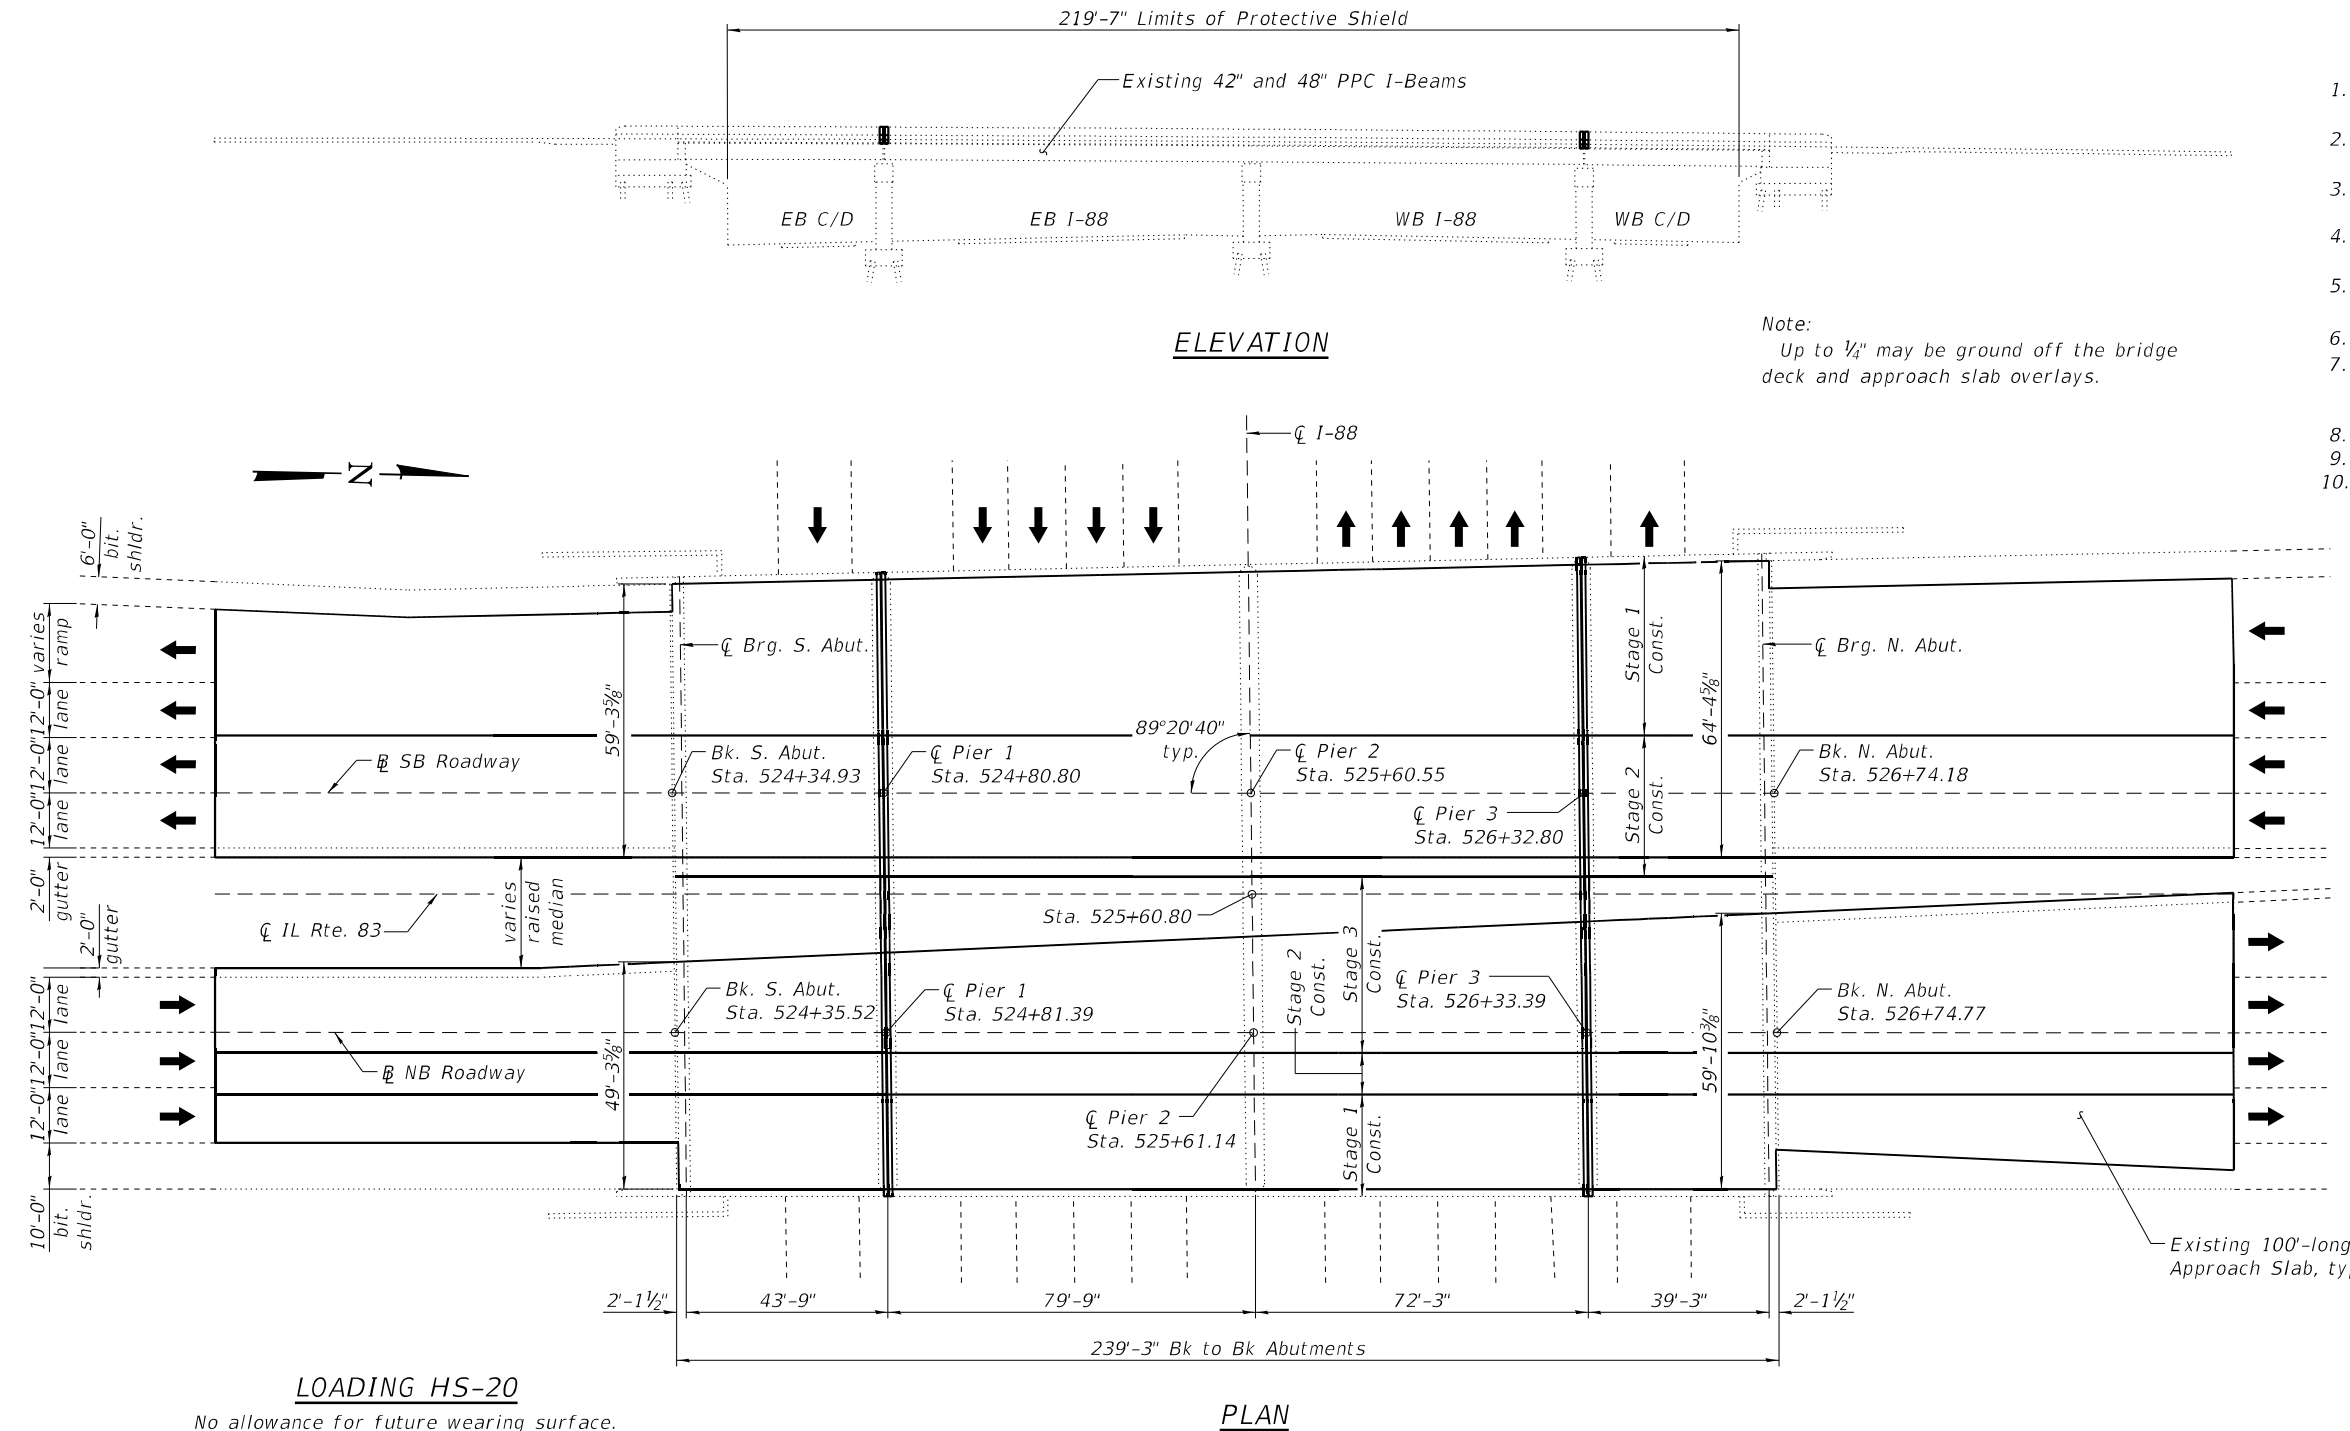 219'-7" Limits of Protective Shield
Existing 42" and 48" PPC I-Beams
EB C/D
EB I-88
WB I-88
WB C/D
ELEVATION
Note:
Up to ¼" may be ground off the bridge
deck and approach slab overlays.
1.
2.
3.
4.
5.
6.
7.
8.
9.
10.
℄ I-88
N
6'-0"
bit.
shldr.
varies
ramp
12'-0"
lane
12'-0"
lane
12'-0"
lane
2'-0"
gutter
2'-0"
gutter
12'-0"
lane
12'-0"
lane
12'-0"
lane
10'-0"
bit.
shldr.
℄ Brg. S. Abut.
℄ Brg. N. Abut.
Stage 1
Const.
59'-3⅝"
64'-4⅝"
89°20'40"
typ.
BL SB Roadway
Bk. S. Abut.
Sta. 524+34.93
℄ Pier 1
Sta. 524+80.80
℄ Pier 2
Sta. 525+60.55
℄ Pier 3
Sta. 526+32.80
Stage 2
Const.
Bk. N. Abut.
Sta. 526+74.18
varies
raised
median
℄ IL Rte. 83
Sta. 525+60.80
Stage 3
Const.
Stage 2
Const.
Bk. S. Abut.
Sta. 524+35.52
℄ Pier 1
Sta. 524+81.39
℄ Pier 3
Sta. 526+33.39
Bk. N. Abut.
Sta. 526+74.77
BL NB Roadway
49'-3⅝"
59'-10⅜"
℄ Pier 2
Sta. 525+61.14
Stage 1
Const.
Existing 100'-long
Approach Slab, ty
2'-1½"
43'-9"
79'-9"
72'-3"
39'-3"
2'-1½"
239'-3" Bk to Bk Abutments
LOADING HS-20
No allowance for future wearing surface.
PLAN